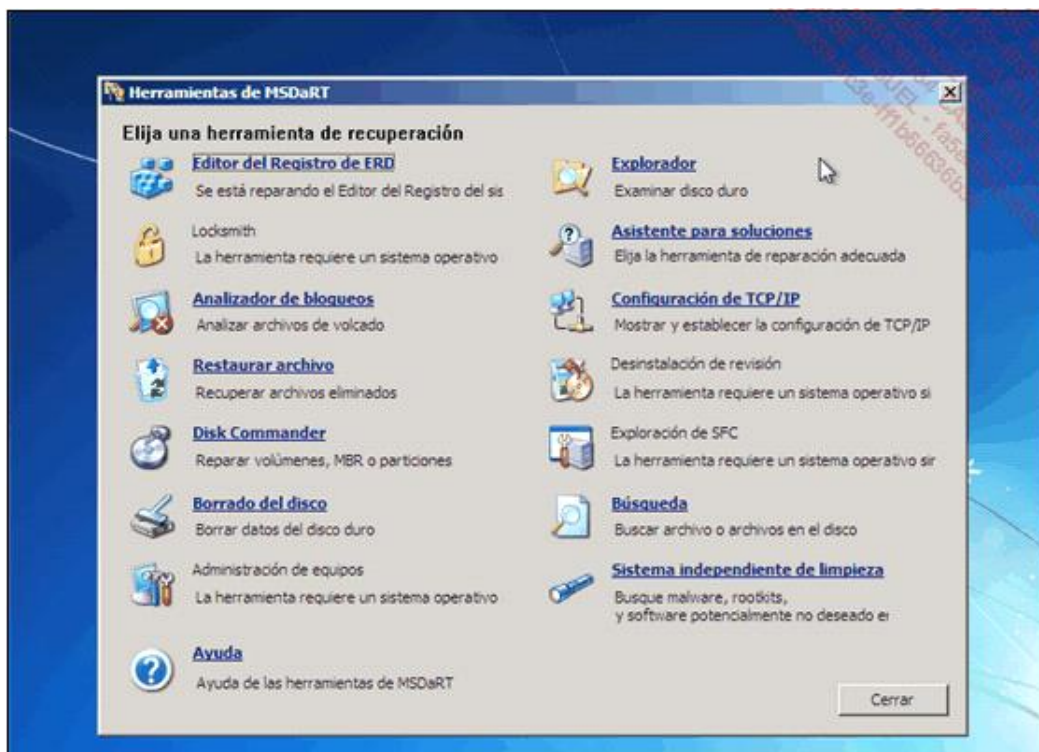 Herramientas de MSDaRT
Elija una herramienta de recuperación
Editor del Registro de ERD
Se está reparando el Editor del Registro del sis
Locksmith
La herramienta requiere un sistema operativo
Analizador de bloqueos
Analizar archivos de volcado
Restaurar archivo
Recuperar archivos eliminados
Disk Commander
Reparar volúmenes, MBR o particiones
Borrado del disco
Borrar datos del disco duro
Administración de equipos
La herramienta requiere un sistema operativo
Ayuda
Ayuda de las herramientas de MSDaRT
Explorador
Examinar disco duro
Asistente para soluciones
Elija la herramienta de reparación adecuada
Configuración de TCP/IP
Mostrar y establecer la configuración de TCP/IP
Desinstalación de revisión
La herramienta requiere un sistema operativo si
Exploración de SFC
La herramienta requiere un sistema operativo sir
Búsqueda
Buscar archivo o archivos en el disco
Sistema independiente de limpieza
Busque malware, rootkits,
y software potencialmente no deseado er
Cerrar